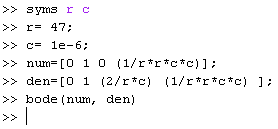 >> syms r c
>> r= 47;
>> c= 1e-6;
>> num=[0 1 0 (1/r*r*c*c)];
>> den=[0 1 (2/r*c) (1/r*r*c*c) ];
>> bode(num, den)
>>